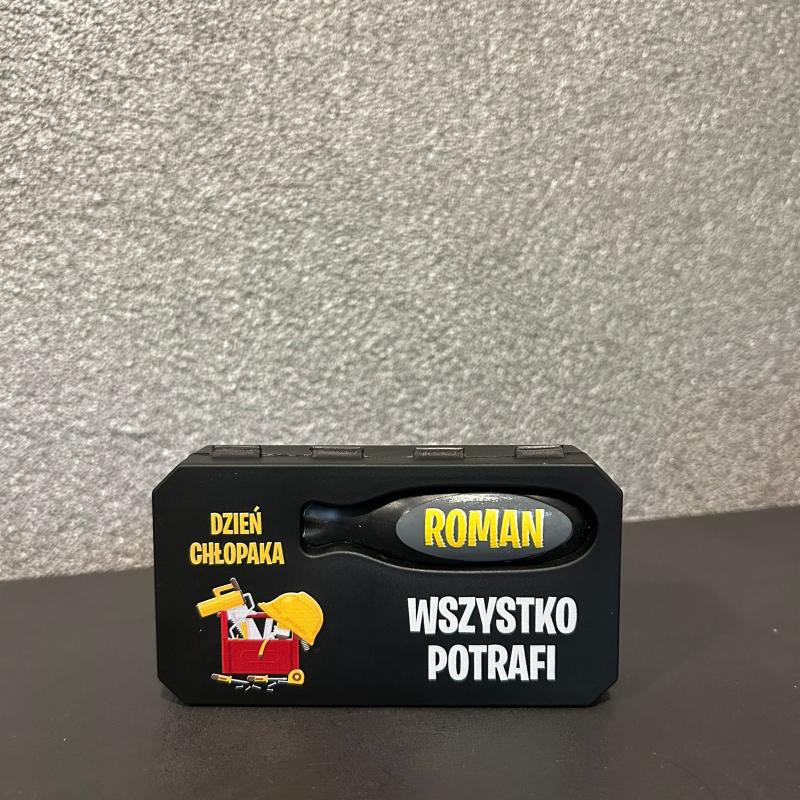 DZIEŃ
CHŁOPAKA
ROMAN
WSZYSTKO
POTRAFI